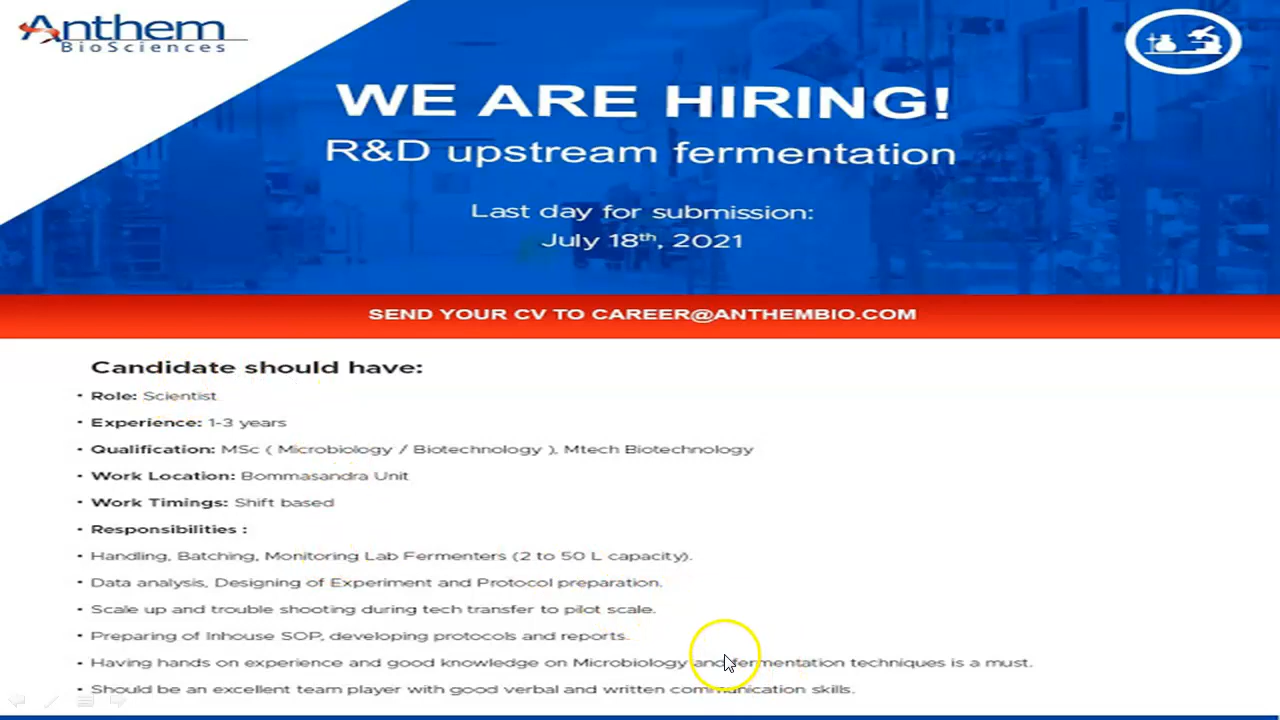 Anthem
BioSciences
WE ARE HIRING!
R&D upstream fermentation
Last day for submission:
July 18th, 2021
SEND YOUR CV TO CAREER@ANTHEMBIO.COM
Candidate should have:
• Role: Scientist
• Experience: 1-3 years
• Qualification: MSc ( Microbiology / Biotechnology ), Mtech Biotechnology
• Work Location: Bommasandra Unit
• Work Timings: Shift based
• Responsibilities :
• Handling, Batching, Monitoring Lab Fermenters (2 to 50 L capacity).
• Data analysis, Designing of Experiment and Protocol preparation.
• Scale up and trouble shooting during tech transfer to pilot scale.
• Preparing of Inhouse SOP, developing protocols and reports.
• Having hands on experience and good knowledge on Microbiology and fermentation techniques is a must.
• Should be an excellent team player with good verbal and written communication skills.